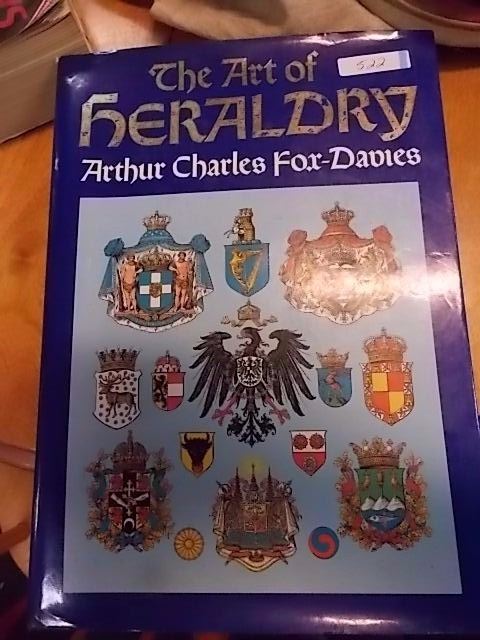 The Art of
HERALDRY
522
Arthur Charles Fox-Davies